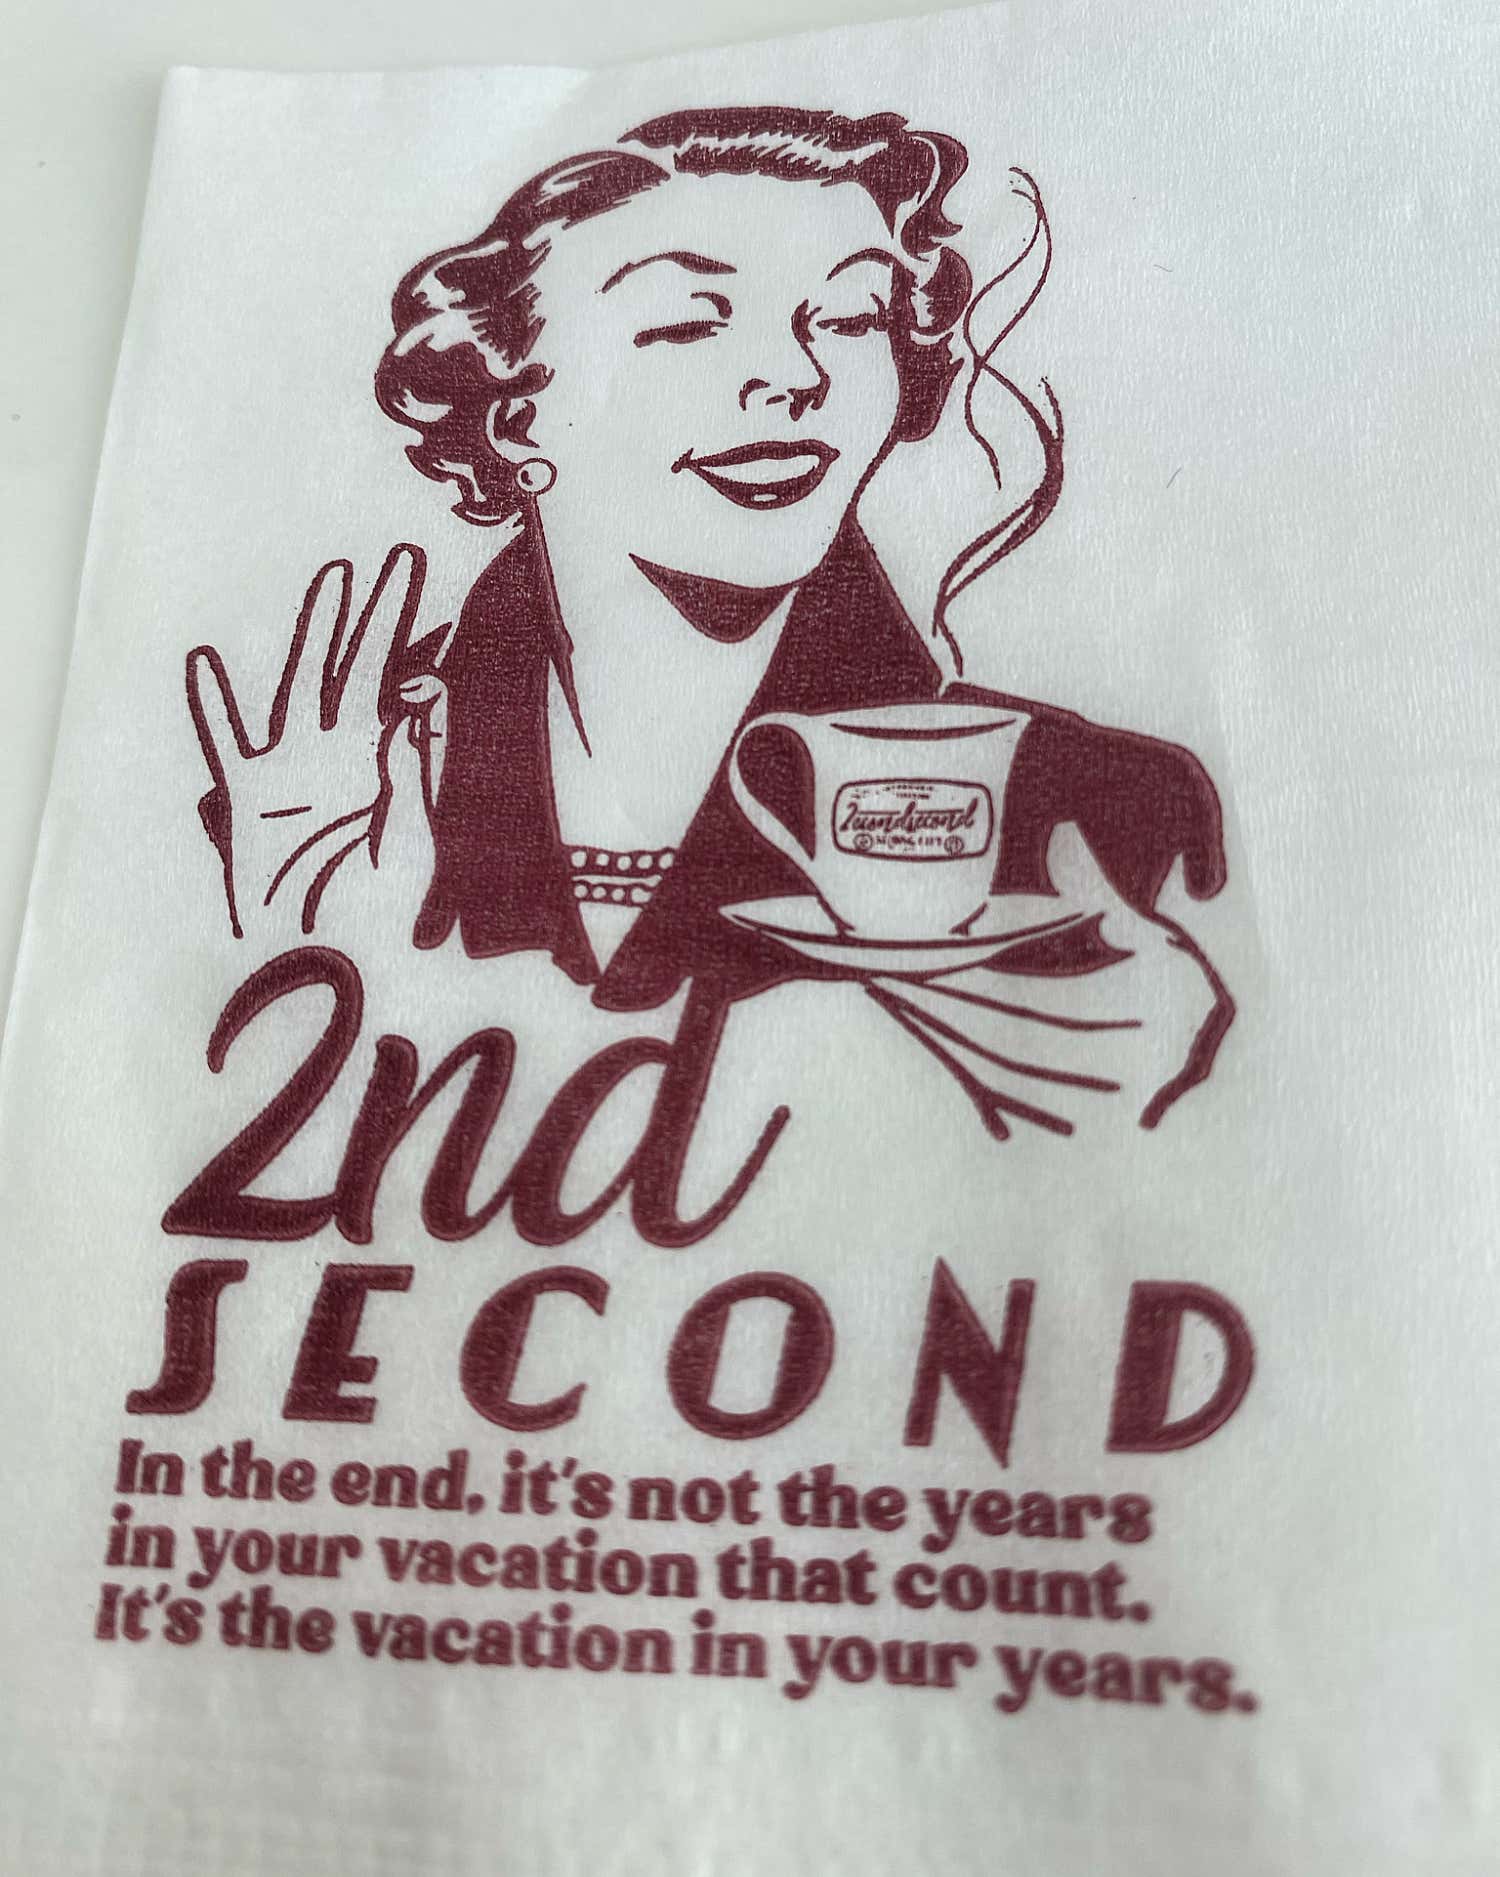 2econdsecond
2nd
SECOND
In the end, it's not the years
in your vacation that count.
It's the vacation in your years.